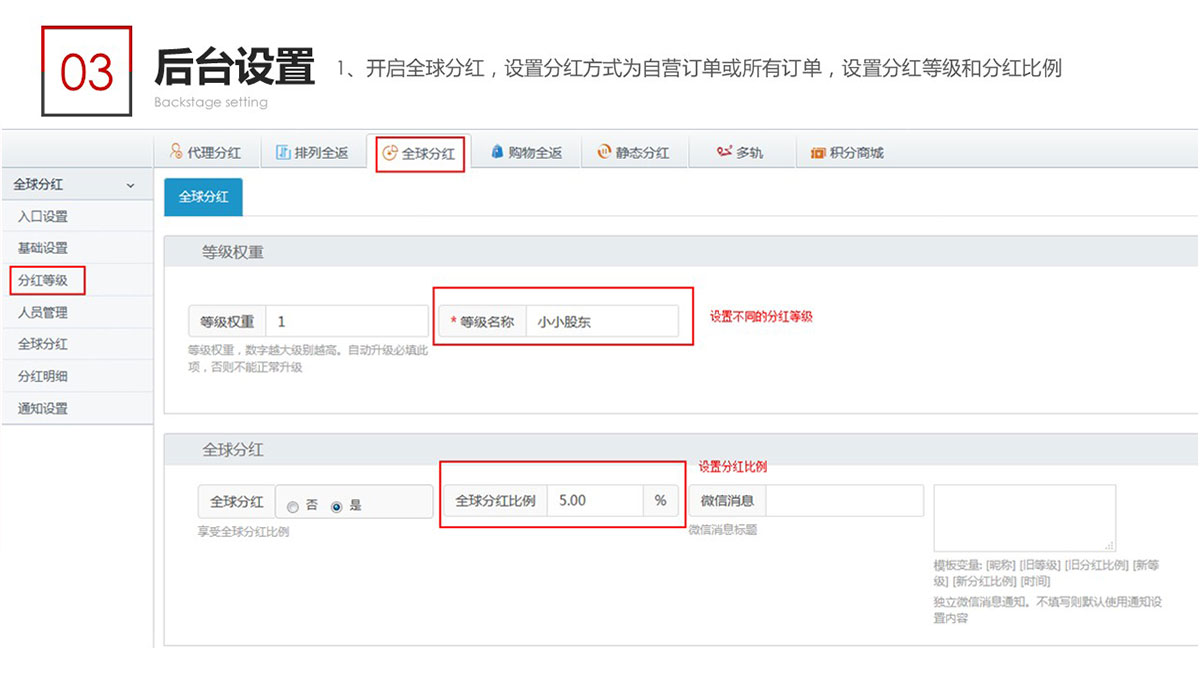 03
后台设置
Backstage setting
1、开启全球分红，设置分红方式为自营订单或所有订单，设置分红等级和分红比例
代理分红 排列全返 全球分红 购物全返 静态分红 多轨 积分商城
全球分红
入口设置
基础设置
分红等级
人员管理
全球分红
分红明细
通知设置
全球分红
等级权重
等级权重 1
* 等级名称 小小股东
设置不同的分红等级
等级权重，数字越大级别越高。自动升级必填此
项，否则不能正常升级
全球分红
设置分红比例
全球分红 否 是
享受全球分红比例
全球分红比例 5.00 %
微信消息
微信消息标题
模板变量: [昵称] [旧等级] [旧分红比例] [新等
级] [新分红比例] [时间]
独立微信消息通知。不填写则默认使用通知设
置内容